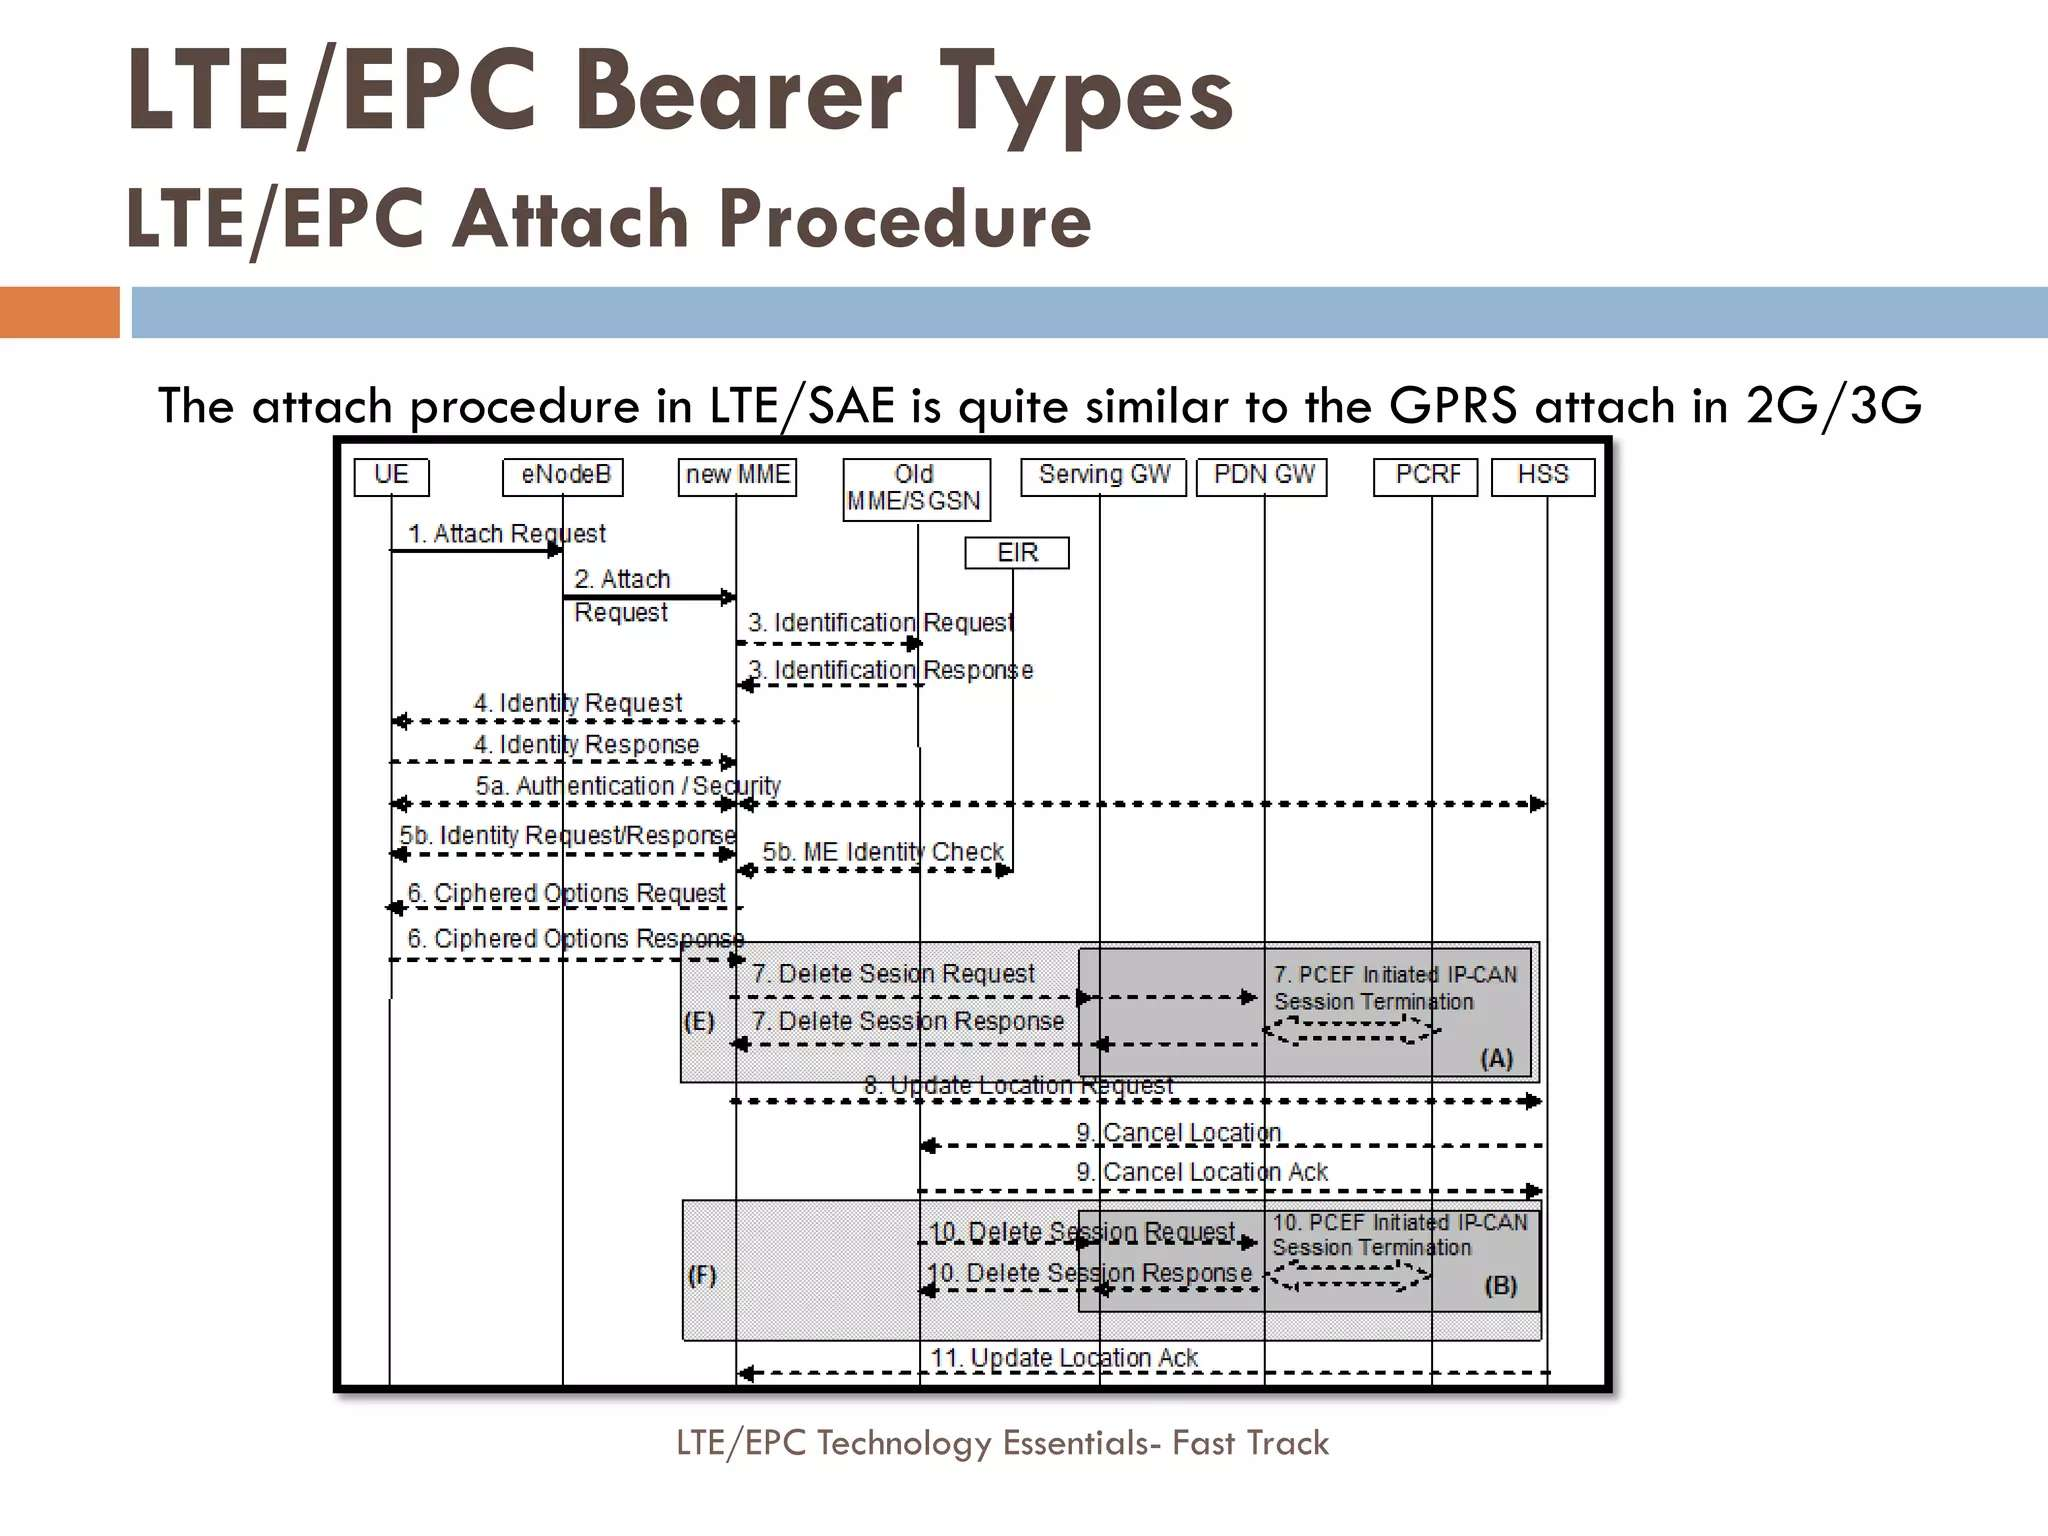 LTE/EPC Bearer Types
LTE/EPC Attach Procedure
The attach procedure in LTE/SAE is quite similar to the GPRS attach in 2G/3G
UE
eNodeB
new MME
Old
MME/SGSN
Serving GW
PDN GW
PCRF
HSS
EIR
1. Attach Request
2. Attach
Request
3. Identification Request
3. Identification Response
4. Identity Request
4. Identity Response
5a. Authentication / Security
5b. Identity Request/Response
5b. ME Identity Check
6. Ciphered Options Request
6. Ciphered Options Response
7. Delete Sesion Request
7. PCEF Initiated IP-CAN
Session Termination
(E)
7. Delete Session Response
(A)
8. Update Location Request
9. Cancel Location
9. Cancel Location Ack
10. Delete Session Request
10. PCEF Initiated IP-CAN
Session Termination
(F)
10. Delete Session Response
(B)
11. Update Location Ack
LTE/EPC Technology Essentials- Fast Track